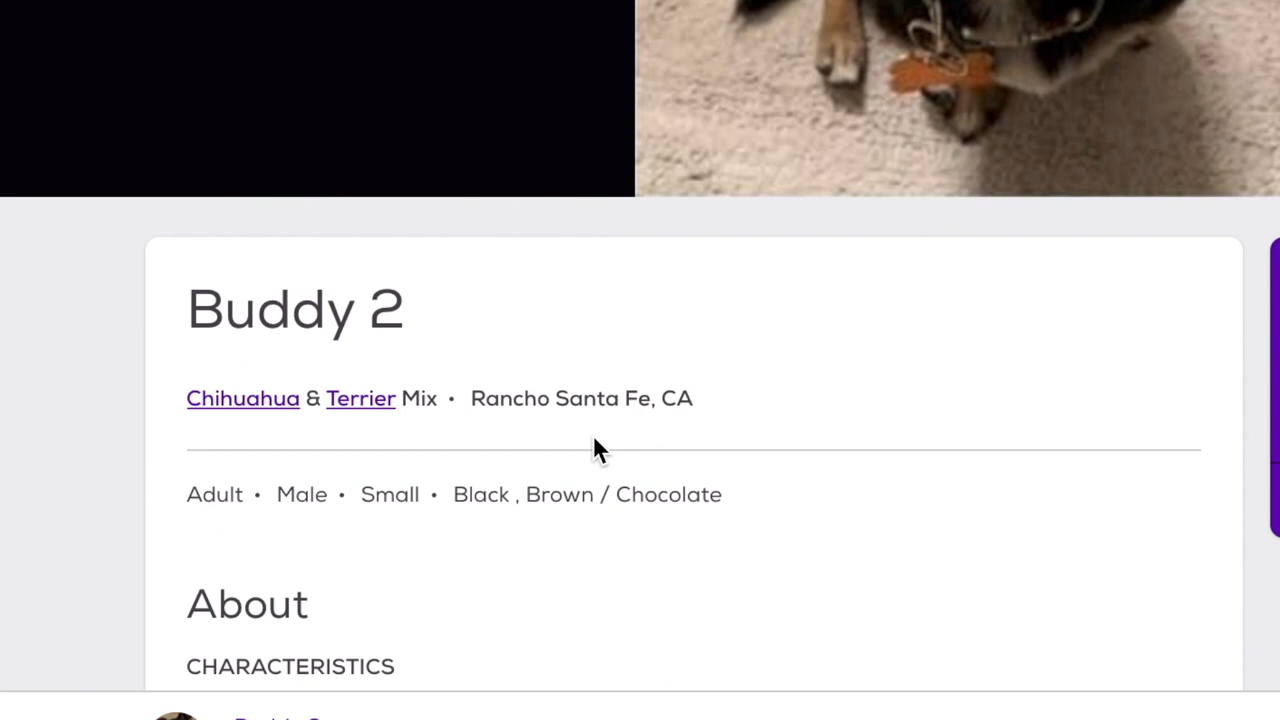 Buddy 2
Chihuahua & Terrier Mix • Rancho Santa Fe, CA
Adult • Male • Small • Black , Brown / Chocolate
About
CHARACTERISTICS